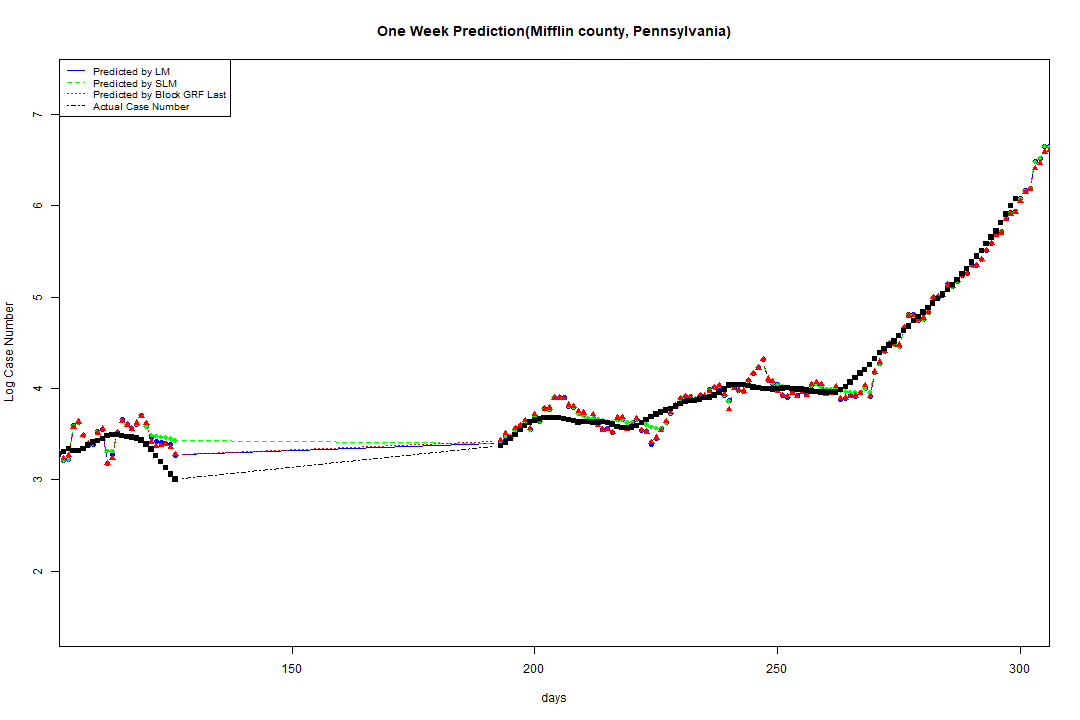 One Week Prediction(Mifflin county, Pennsylvania)
Predicted by LM
Predicted by SLM
Predicted by Block GRF Last
Actual Case Number
7
6
5
4
3
2
Log Case Number
150 200 250 300
days